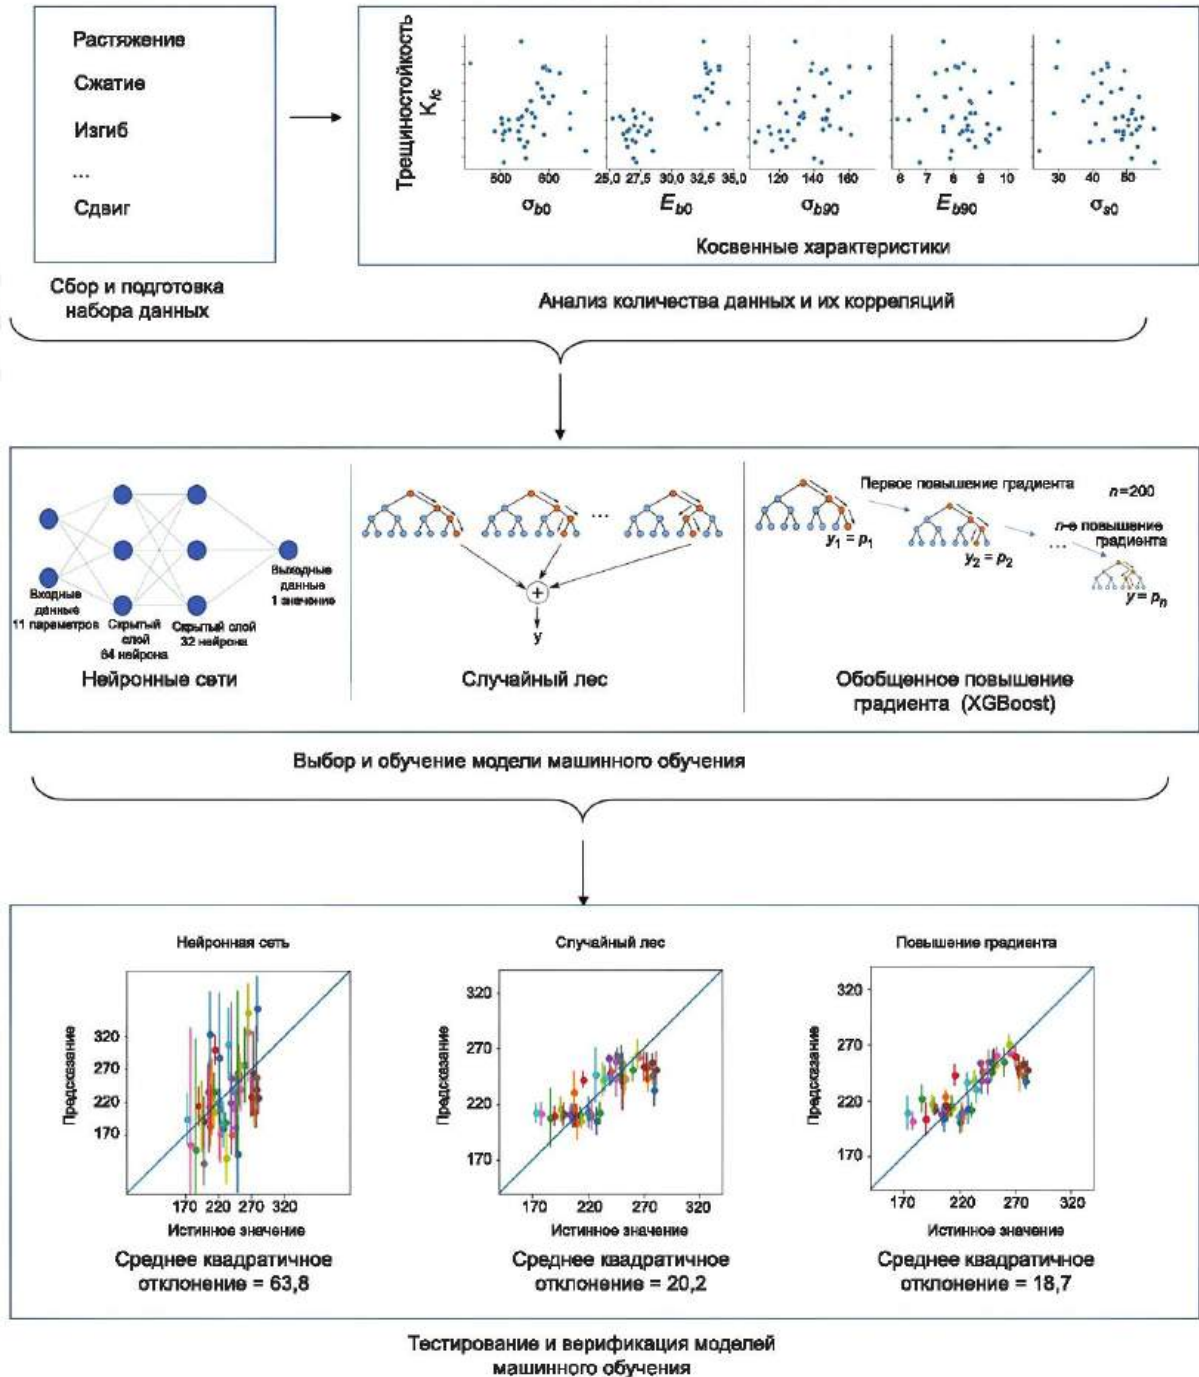 Растяжение
Сжатие
Изгиб
...
Сдвиг
Сбор и подготовка
набора данных
Трещиностойкость
K_Ic
500 600
σ_b0
25,0 27,5 30,0 32,5 35,0
E_b0
120 140 160
σ_b90
6 7 8 9 10
E_b90
30 40 50
σ_s0
Косвенные характеристики
Анализ количества данных и их корреляций
Входные
данные
11 параметров
Скрытый
слой
64 нейрона
Скрытый слой
32 нейрона
Выходные
данные
1 значение
Нейронные сети
...
+
y
Случайный лес
Первое повышение градиента
n=200
y₁ = p₁
y₂ = p₂
...
n-е повышение
градиента
y = pₙ
Обобщенное повышение
градиента (XGBoost)
Выбор и обучение модели машинного обучения
Нейронная сеть
Предсказание
320
270
220
170
170 220 270 320
Истинное значение
Среднее квадратичное
отклонение = 63,8
Случайный лес
Предсказание
320
270
220
170
170 220 270 320
Истинное значение
Среднее квадратичное
отклонение = 20,2
Повышение градиента
Предсказание
320
270
220
170
170 220 270 320
Истинное значение
Среднее квадратичное
отклонение = 18,7
Тестирование и верификация моделей
машинного обучения